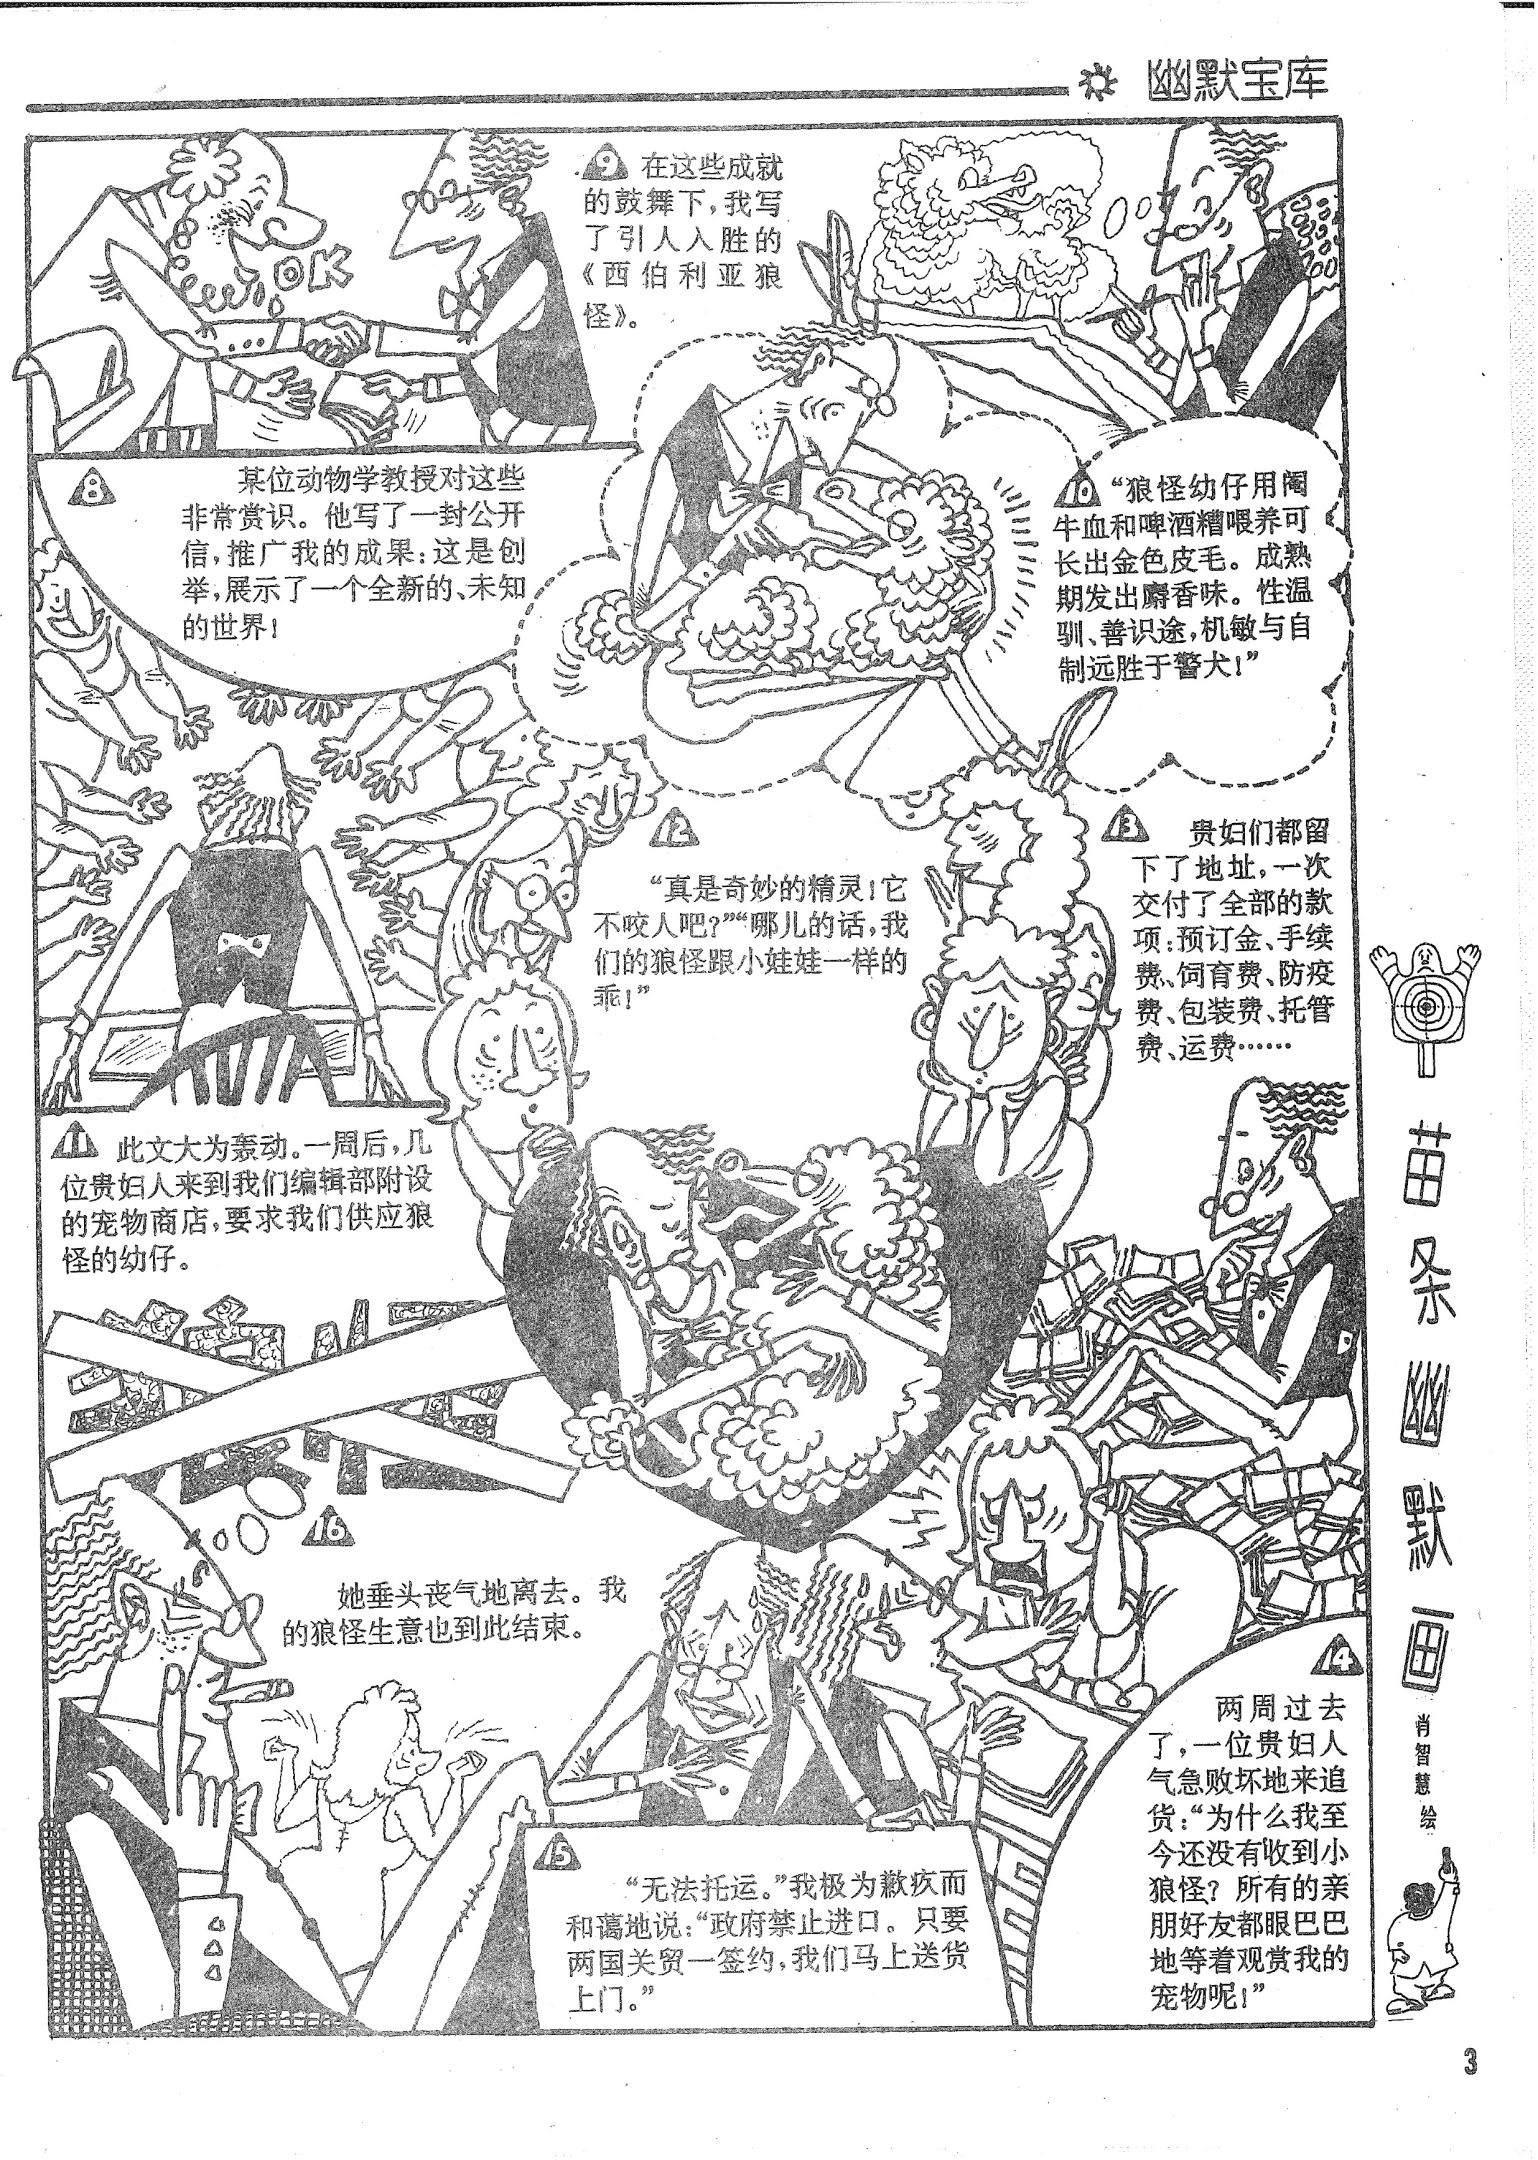 幽默宝库
OK
8
某位动物学教授对这些
非常赏识。他写了一封公开
信，推广我的成果：这是创
举，展示了一个全新的、未知
的世界！
9 在这些成就
的鼓舞下，我写
了引人入胜的
《西伯利亚狼
怪》。
10 “狼怪幼仔用阉
牛血和啤酒糟喂养可
长出金色皮毛。成熟
期发出麝香味。性温
驯、善识途，机敏与自
制远胜于警犬！”
11 此文大为轰动。一周后，几
位贵妇人来到我们编辑部附设
的宠物商店，要求我们供应狼
怪的幼仔。
12
“真是奇妙的精灵！它
不咬人吧？”“哪儿的话，我
们的狼怪跟小娃娃一样的
乖！”
13 贵妇们都留
下了地址，一次
交付了全部的款
项：预订金、手续
费、饲育费、防疫
费、包装费、托管
费、运费……
14
两周过去
了，一位贵妇人
气急败坏地来追
货：“为什么我至
今还没有收到小
狼怪？所有的亲
朋好友都眼巴巴
地等着观赏我的
宠物呢！”
15
“无法托运。”我极为歉疚而
和蔼地说：“政府禁止进口。只要
两国关贸一签约，我们马上送货
上门。”
16
她垂头丧气地离去。我
的狼怪生意也到此结束。
苗条幽默画
肖智慧 绘
3